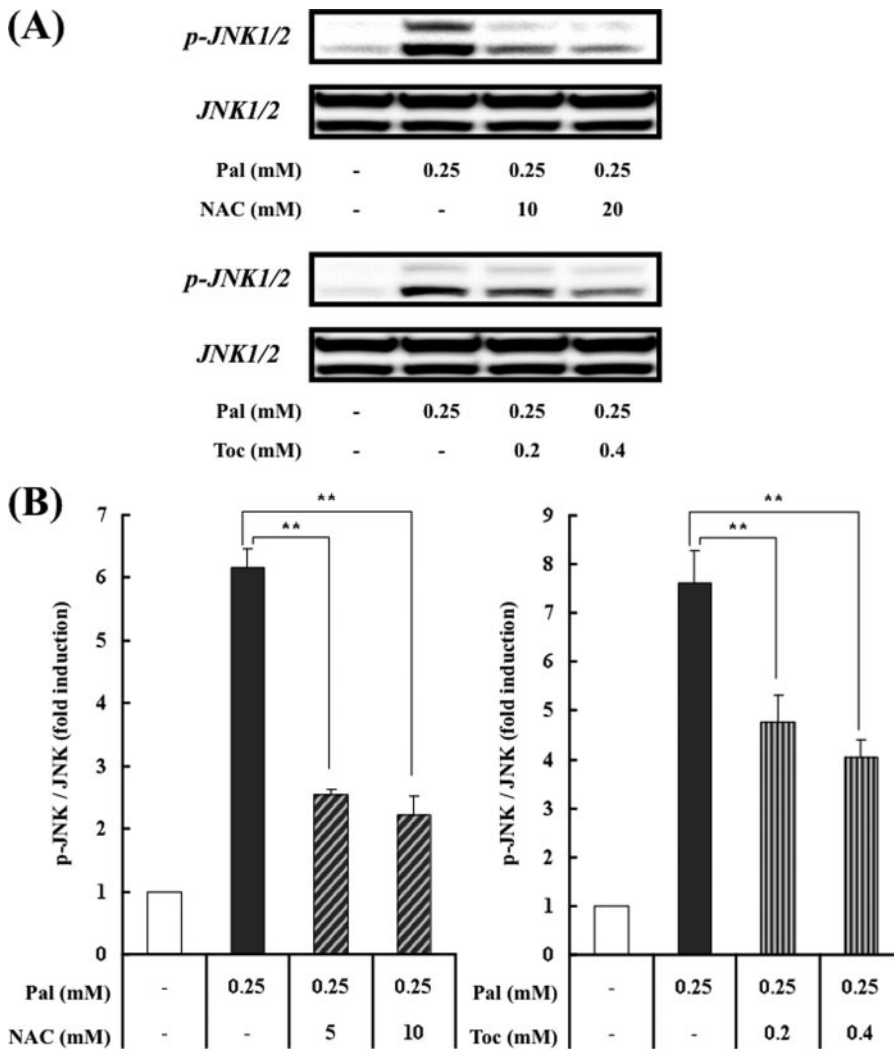 (A)
p-JNK1/2
JNK1/2
Pal (mM) - 0.25 0.25 0.25
NAC (mM) - - 10 20
p-JNK1/2
JNK1/2
Pal (mM) - 0.25 0.25 0.25
Toc (mM) - - 0.2 0.4
(B)
p-JNK / JNK (fold induction)
7
6
5
4
3
2
1
0
**
**
Pal (mM) - 0.25 0.25 0.25
NAC (mM) - - 5 10
p-JNK / JNK (fold induction)
9
8
7
6
5
4
3
2
1
0
**
**
Pal (mM) - 0.25 0.25 0.25
Toc (mM) - - 0.2 0.4